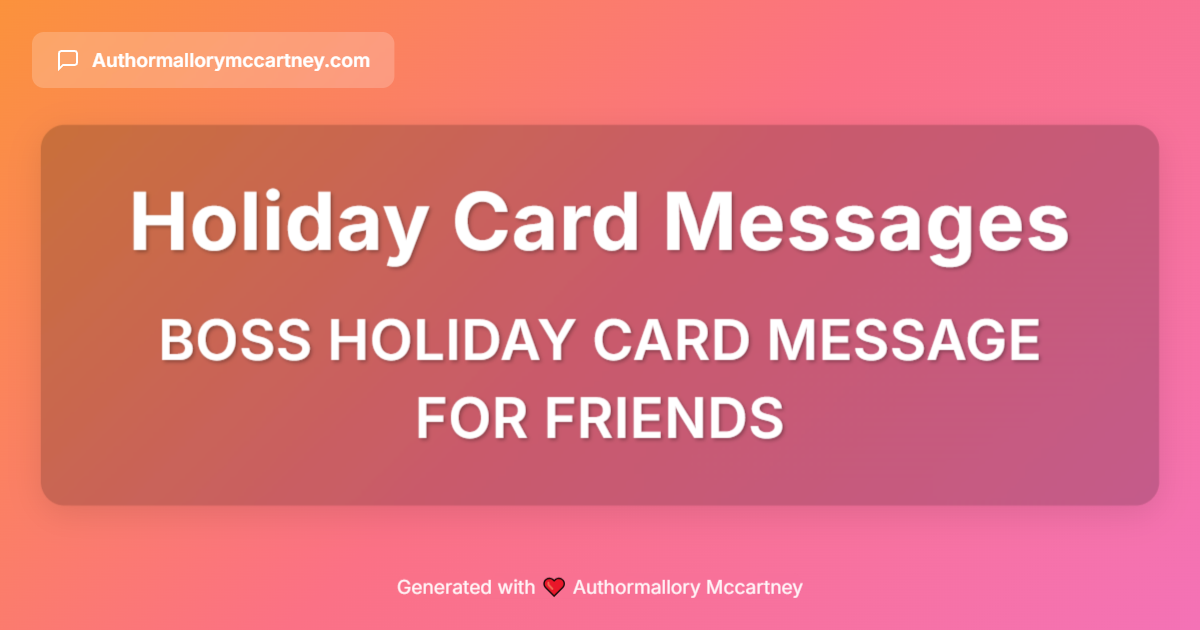 Authormallorymccartney.com
Holiday Card Messages
BOSS HOLIDAY CARD MESSAGE
FOR FRIENDS
Generated with ❤️ Authormallory Mccartney